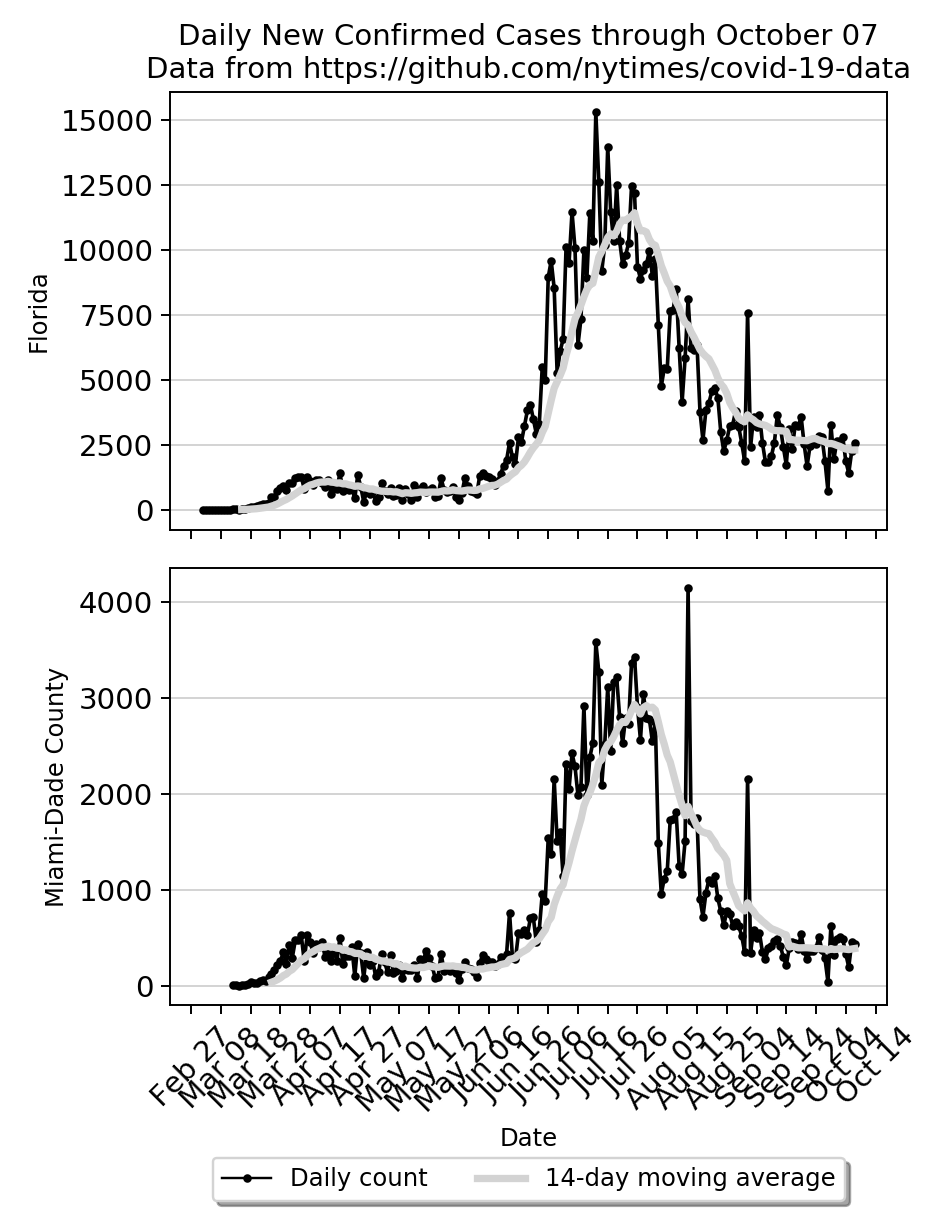 Daily New Confirmed Cases through October 07
Data from https://github.com/nytimes/covid-19-data
15000
12500
10000
7500
5000
2500
0
Florida
4000
3000
2000
1000
0
Miami-Dade County
Feb 27
Mar 08
Mar 18
Mar 28
Apr 07
Apr 17
Apr 27
May 07
May 17
May 27
Jun 06
Jun 16
Jun 26
Jul 06
Jul 16
Jul 26
Aug 05
Aug 15
Aug 25
Sep 04
Sep 14
Sep 24
Oct 04
Oct 14
Date
Daily count
14-day moving average